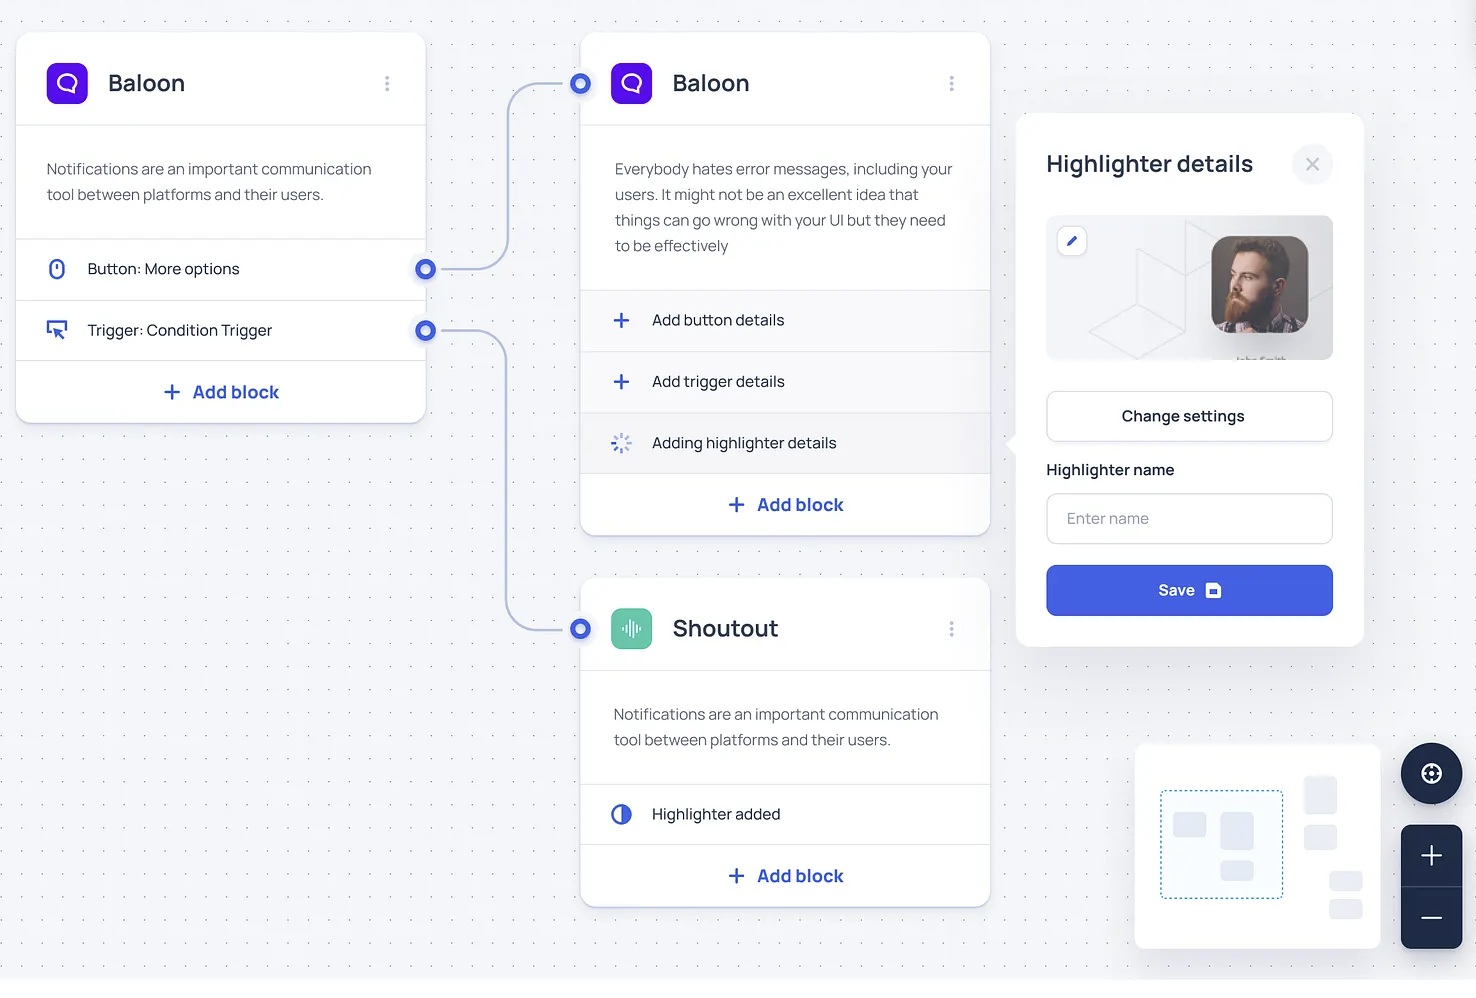 Baloon
Notifications are an important communication
tool between platforms and their users.
Button: More options
Trigger: Condition Trigger
Add block
Baloon
Everybody hates error messages, including your
users. It might not be an excellent idea that
things can go wrong with your UI but they need
to be effectively
Add button details
Add trigger details
Adding highlighter details
Add block
Shoutout
Notifications are an important communication
tool between platforms and their users.
Highlighter added
Add block
Highlighter details
John Smith
Change settings
Highlighter name
Enter name
Save